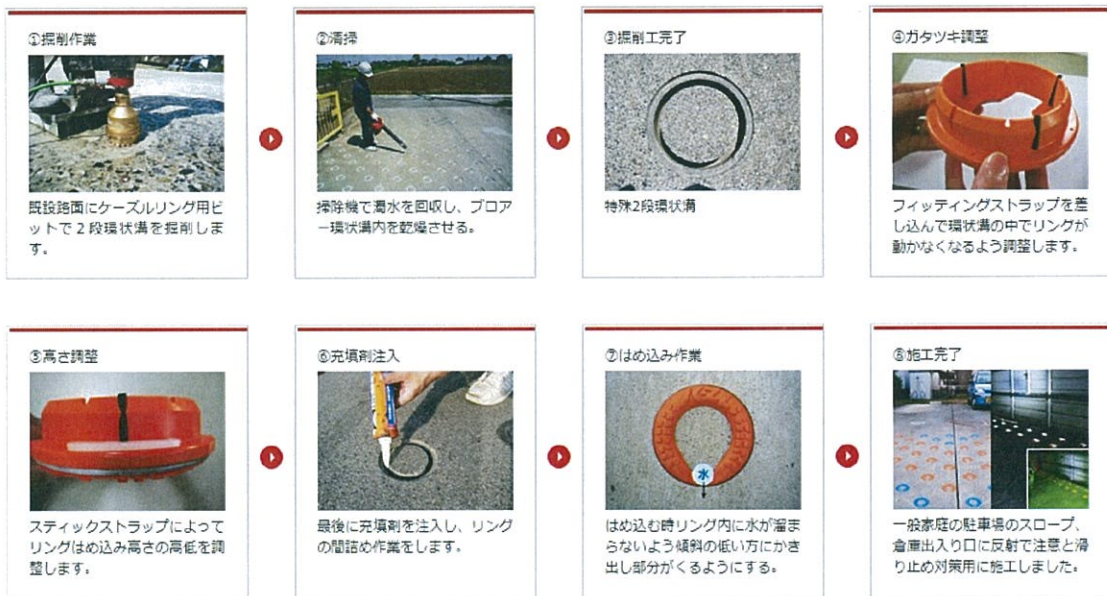 ①掘削作業
既設路面にケーズルリング用ビ
ットで2段環状溝を掘削しま
す。
②清掃
掃除機で濁水を回収し、ブロア
ー環状溝内を乾燥させる。
③掘削工完了
特殊2段環状溝
④ガタツキ調整
フィッティングストラップを差
し込んで環状溝の中でリングが
動かなくなるよう調整します。
⑤高さ調整
スティックストラップによって
リングはめ込み高さの高低を調
整します。
⑥充填剤注入
最後に充填剤を注入し、リング
の間詰め作業をします。
⑦はめ込み作業
水
はめ込む時リング内に水が溜ま
らないよう傾斜の低い方にかき
出し部分がくるようにする。
⑧施工完了
一般家庭の駐車場のスロープ、
倉庫出入り口に反射で注意と滑
り止め対策用に施工しました。